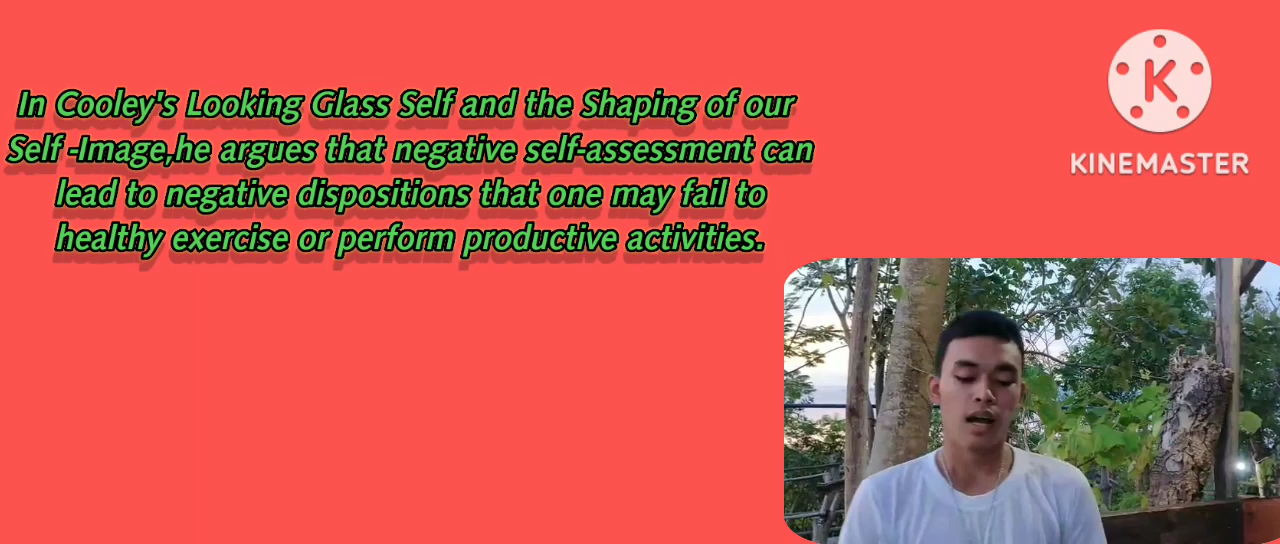 In Cooley's Looking Glass Self and the Shaping of our
Self -Image,he argues that negative self-assessment can
lead to negative dispositions that one may fail to
healthy exercise or perform productive activities.
K
KINEMASTER